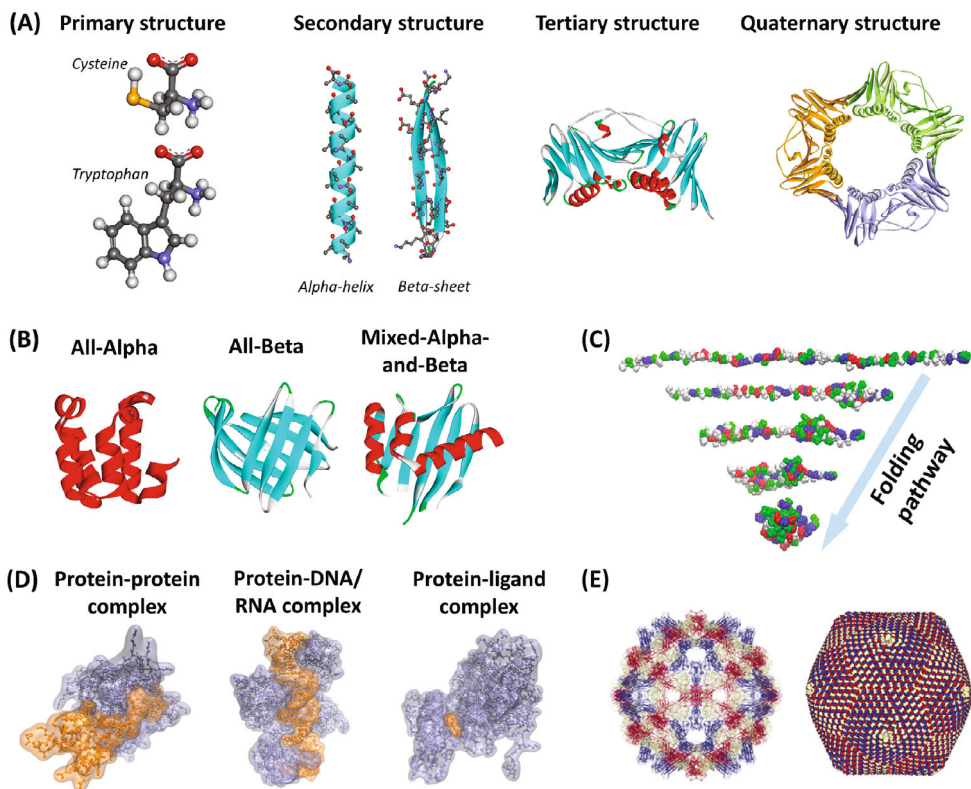 (A)
Primary structure
Secondary structure
Tertiary structure
Quaternary structure
Cysteine
Tryptophan
Alpha-helix
Beta-sheet
(B)
All-Alpha
All-Beta
Mixed-Alpha-
and-Beta
(C)
Folding
pathway
(D)
Protein-protein
complex
Protein-DNA/
RNA complex
Protein-ligand
complex
(E)